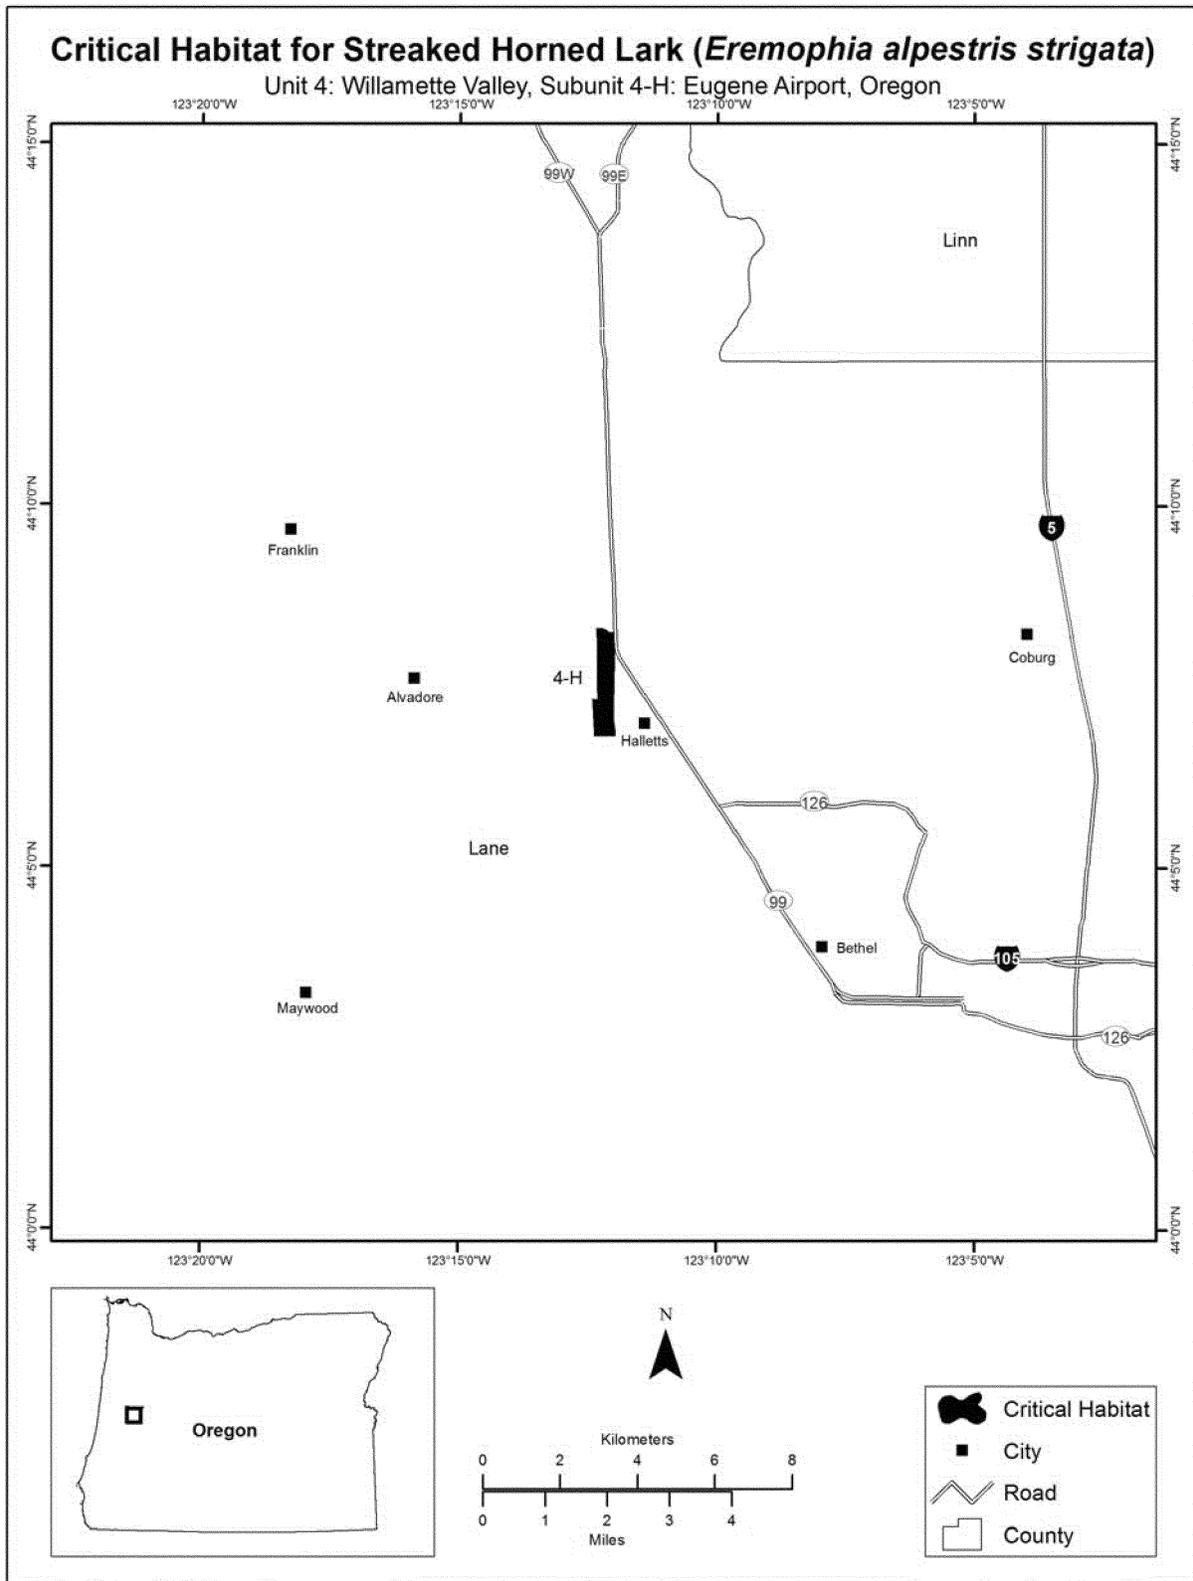 Critical Habitat for Streaked Horned Lark (Eremophia alpestris strigata)
Unit 4: Willamette Valley, Subunit 4-H: Eugene Airport, Oregon
123°20'0"W 123°15'0"W 123°10'0"W 123°5'0"W
44°15'0"N 44°15'0"N
99W 99E
Linn
44°10'0"N 44°10'0"N
5
Franklin
Coburg
4-H
Alvadore
Halletts
126
Lane
44°5'0"N 44°5'0"N
99
Bethel
105
Maywood
126
44°0'0"N 44°0'0"N
123°20'0"W 123°15'0"W 123°10'0"W 123°5'0"W
Oregon
N
Kilometers
0 2 4 6 8
0 1 2 3 4
Miles
Critical Habitat
City
Road
County